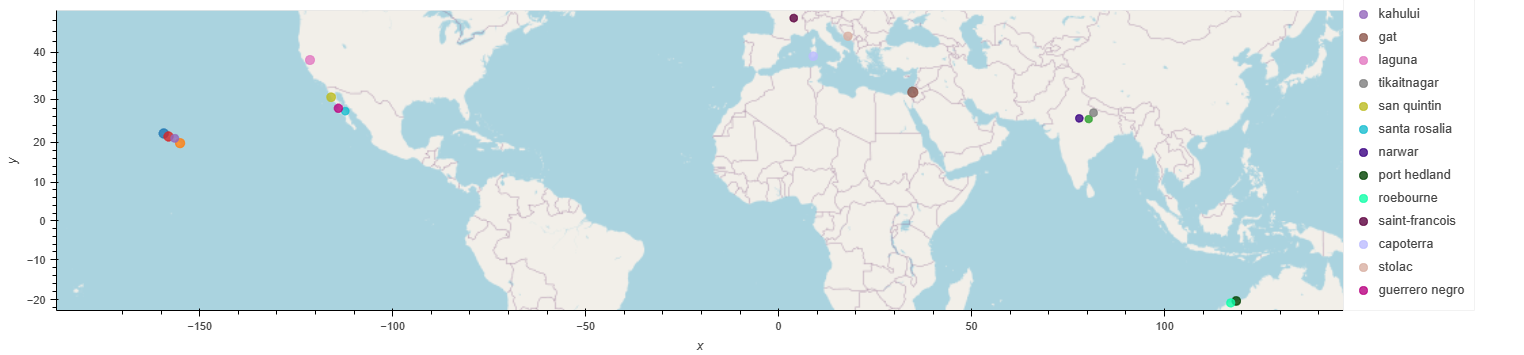 kahului
gat
laguna
tikaitnagar
san quintin
santa rosalia
narwar
port hedland
roebourne
saint-francois
capoterra
stolac
guerrero negro
40
30
20
10
0
−10
−20
y
−150
−100
−50
0
50
100
x